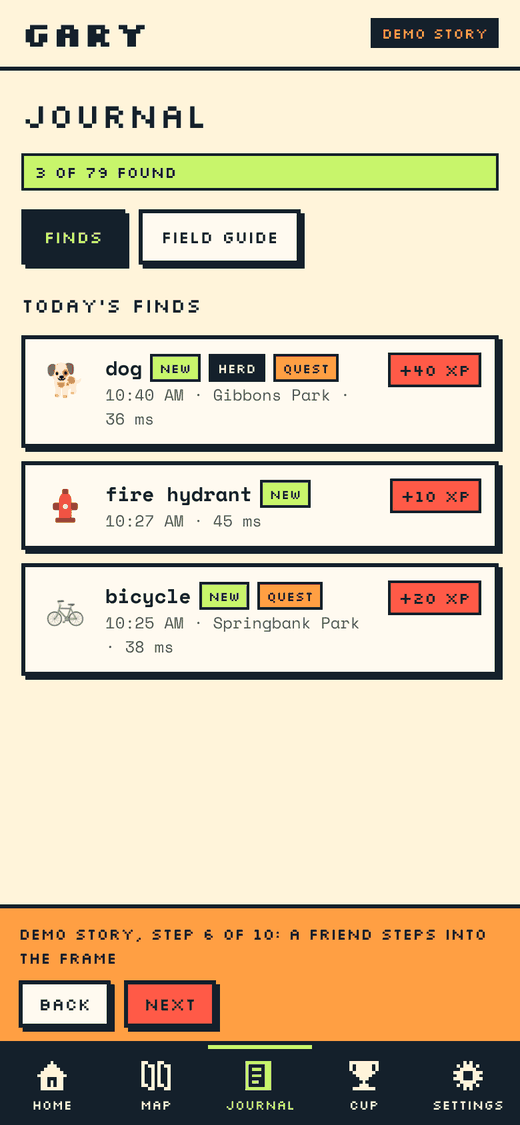 GARY
DEMO STORY
JOURNAL
3 OF 79 FOUND
FINDS
FIELD GUIDE
TODAY'S FINDS
dog NEW HERD QUEST +40 XP
10:40 AM · Gibbons Park ·
36 ms
fire hydrant NEW +10 XP
10:27 AM · 45 ms
bicycle NEW QUEST +20 XP
10:25 AM · Springbank Park
· 38 ms
DEMO STORY, STEP 6 OF 10: A FRIEND STEPS INTO
THE FRAME
BACK
NEXT
HOME
MAP
JOURNAL
CUP
SETTINGS